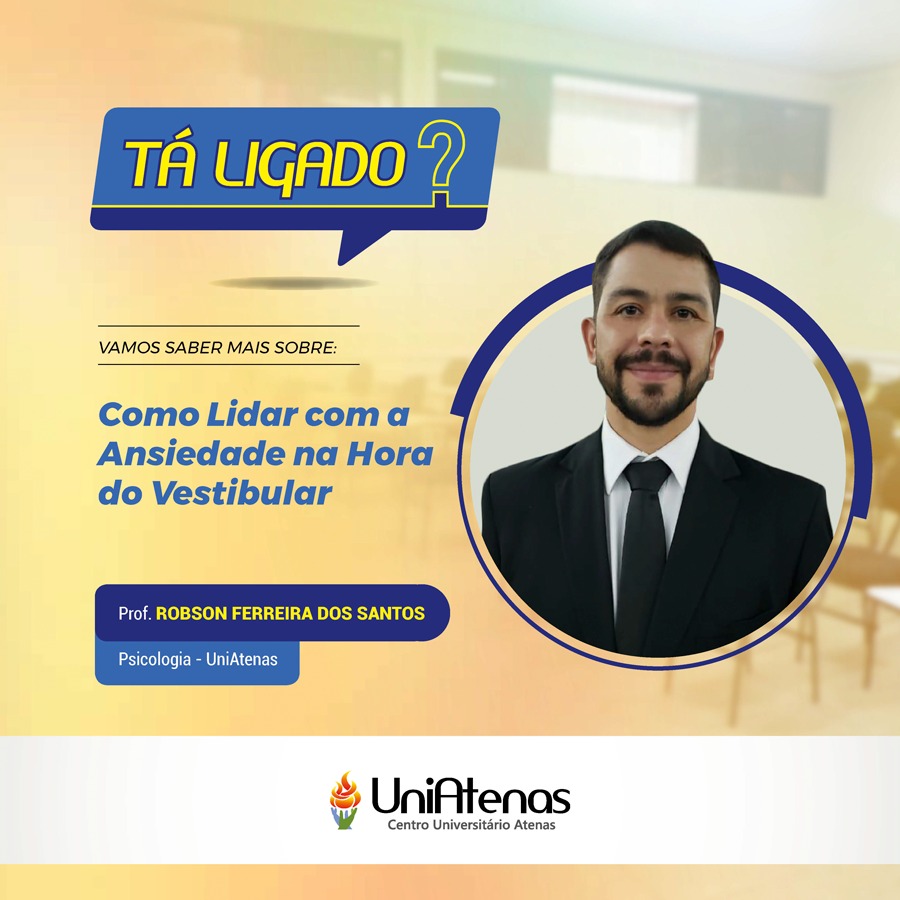 TÁ LIGADO?
VAMOS SABER MAIS SOBRE:
Como Lidar com a
Ansiedade na Hora
do Vestibular
Prof. ROBSON FERREIRA DOS SANTOS
Psicologia - UniAtenas
UniAtenas
Centro Universitário Atenas